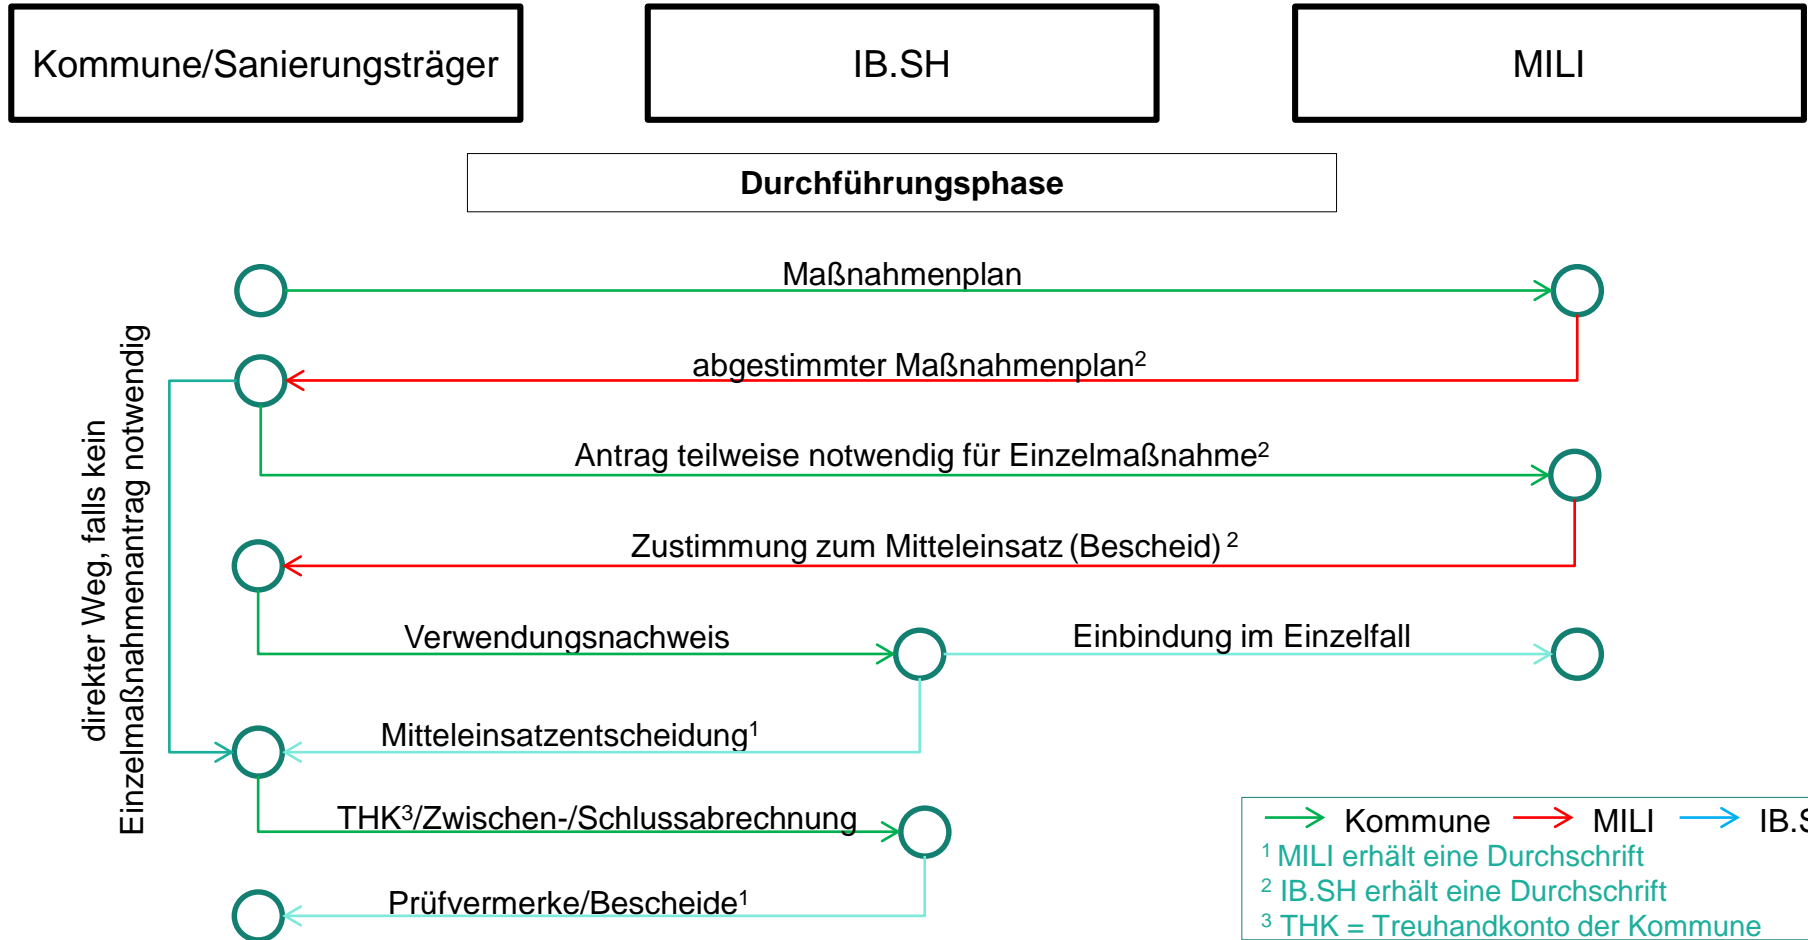 Kommune/Sanierungsträger
IB.SH
MILI
Durchführungsphase
Maßnahmenplan
abgestimmter Maßnahmenplan²
direkter Weg, falls kein
Einzelmaßnahmenantrag notwendig
Antrag teilweise notwendig für Einzelmaßnahme²
Zustimmung zum Mitteleinsatz (Bescheid) ²
Verwendungsnachweis
Einbindung im Einzelfall
Mitteleinsatzentscheidung¹
THK³/Zwischen-/Schlussabrechnung
Prüfvermerke/Bescheide¹
Kommune MILI IB.S
¹ MILI erhält eine Durchschrift
² IB.SH erhält eine Durchschrift
³ THK = Treuhandkonto der Kommune